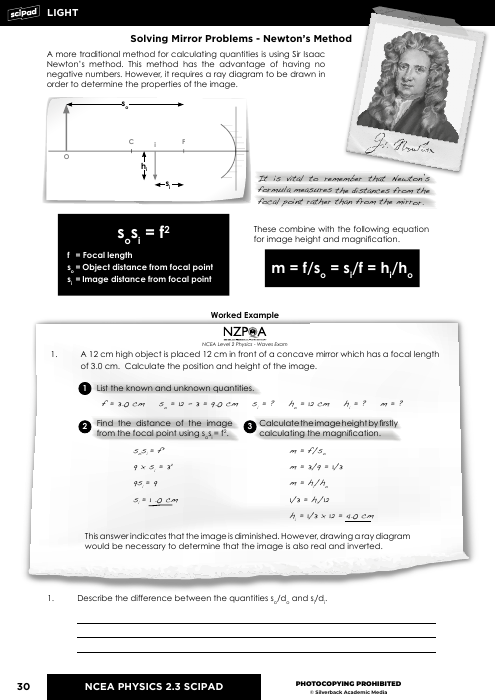 scipad LIGHT
Solving Mirror Problems - Newton's Method
A more traditional method for calculating quantities is using Sir Isaac
Newton's mirror. This method has the advantage of having no
negative numbers. However, it requires a ray diagram to be drawn in
order to determine the properties of the image.
sₒ
C F
O I
hᵢ
sᵢ
It is vital to remember that Newton's
formula measures the distances from the
focal point rather than from the mirror.
sₒsᵢ = f²
f = Focal length
sₒ = Object distance from focal point
sᵢ = Image distance from focal point
These combine with the following equation
for image height and magnification.
m = f/sₒ = sᵢ/f = hᵢ/hₒ
Worked Example
NCEA Level 2 Physics - Waves Exam
1. A 12 cm high object is placed 12 cm in front of a concave mirror which has a focal length
of 3.0 cm. Calculate the position and height of the image.
1 List the known and unknown quantities.
f = 3.0 cm sₒ = 12 - 3 = 9.0 cm sᵢ = ? hₒ = 12 cm hᵢ = ? m = ?
2 Find the distance of the image
from the focal point using sₒsᵢ = f².
sₒsᵢ = f²
9 x sᵢ = 3²
9sᵢ = 9
sᵢ = 1.0 cm
3 Calculate the image height by firstly
calculating the magnification.
m = f/sₒ
m = 3/9 = 1/3
m = hᵢ/hₒ
1/3 = hᵢ/12
hᵢ = 1/3 x 12 = 4.0 cm
This answer indicates that the image is diminished. However, drawing a ray diagram
would be necessary to determine that the image is also real and inverted.
1. Describe the difference between the quantities sₒ/dₒ and sᵢ/dᵢ.
30 NCEA PHYSICS 2.3 SCIPAD
PHOTOCOPYING PROHIBITED
© Silverback Academic Media